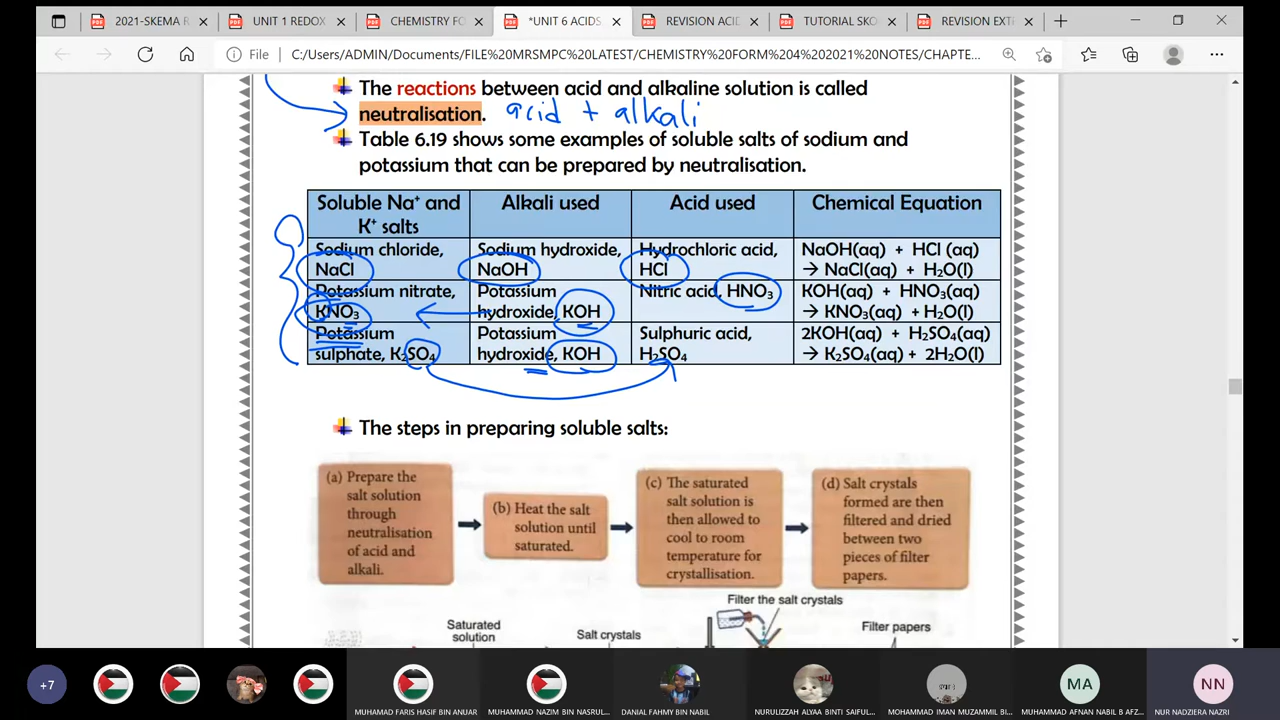 2021-SKEMA R
UNIT 1 REDOX
CHEMISTRY FO
*UNIT 6 ACIDS
REVISION ACID
TUTORIAL SKO
REVISION EXT
File
C:/Users/ADMIN/Documents/FILE%20MRSMPC%20LATEST/CHEMISTRY%20FORM%204%202021%20NOTES/CHAPTE...
The reactions between acid and alkaline solution is called
neutralisation. acid + alkali
Table 6.19 shows some examples of soluble salts of sodium and
potassium that can be prepared by neutralisation.
Soluble Na⁺ and
K⁺ salts
Alkali used
Acid used
Chemical Equation
Sodium chloride,
NaCl
Sodium hydroxide,
NaOH
Hydrochloric acid,
HCl
NaOH(aq) + HCl (aq)
→ NaCl(aq) + H₂O(l)
Potassium nitrate,
KNO₃
Potassium
hydroxide, KOH
Nitric acid, HNO₃
KOH(aq) + HNO₃(aq)
→ KNO₃(aq) + H₂O(l)
Potassium
sulphate, K₂SO₄
Potassium
hydroxide, KOH
Sulphuric acid,
H₂SO₄
2KOH(aq) + H₂SO₄(aq)
→ K₂SO₄(aq) + 2H₂O(l)
The steps in preparing soluble salts:
(a) Prepare the
salt solution
through
neutralisation
of acid and
alkali.
(b) Heat the salt
solution until
saturated.
(c) The saturated
salt solution is
then allowed to
cool to room
temperature for
crystallisation.
(d) Salt crystals
formed are then
filtered and dried
between two
pieces of filter
papers.
Filter the salt crystals
Saturated
solution
Salt crystals
Filter papers
+7
MUHAMAD FARIS HASIF BIN ANUAR
MUHAMMAD NAZIM BIN NASRUL...
DANIAL FAHMY BIN NABIL
NURULIZZAH ALYAA BINTI SAIFUL...
MOHAMMAD IMAN MUZAMMIL BI...
MA
MUHAMMAD AFNAN NABIL B AFZ...
NN
NUR NADZIERA NAZRI